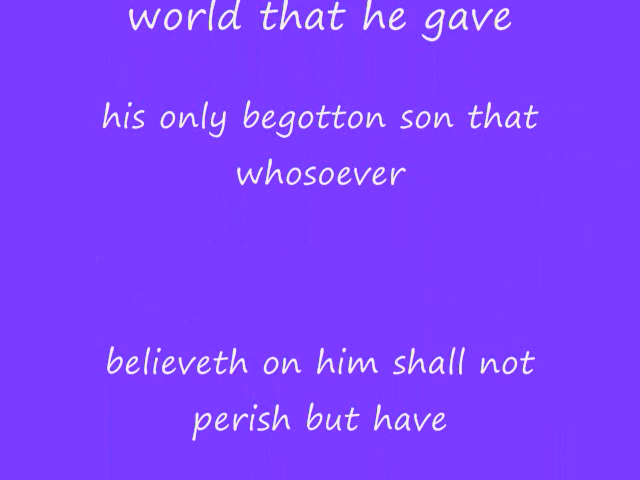 world that he gave
his only begotton son that
whosoever
believeth on him shall not
perish but have